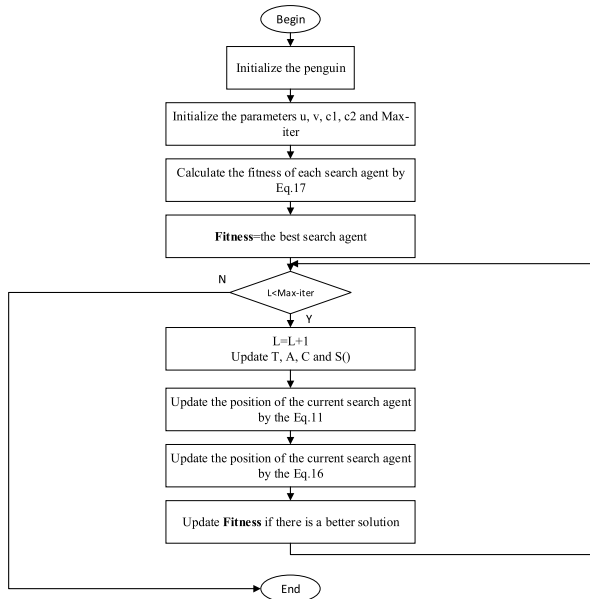 Begin
Initialize the penguin
Initialize the parameters u, v, c1, c2 and Max-
iter
Calculate the fitness of each search agent by
Eq.17
Fitness=the best search agent
N
L<Max-iter
Y
L=L+1
Update T, A, C and S()
Update the position of the current search agent
by the Eq.11
Update the position of the current search agent
by the Eq.16
Update Fitness if there is a better solution
End